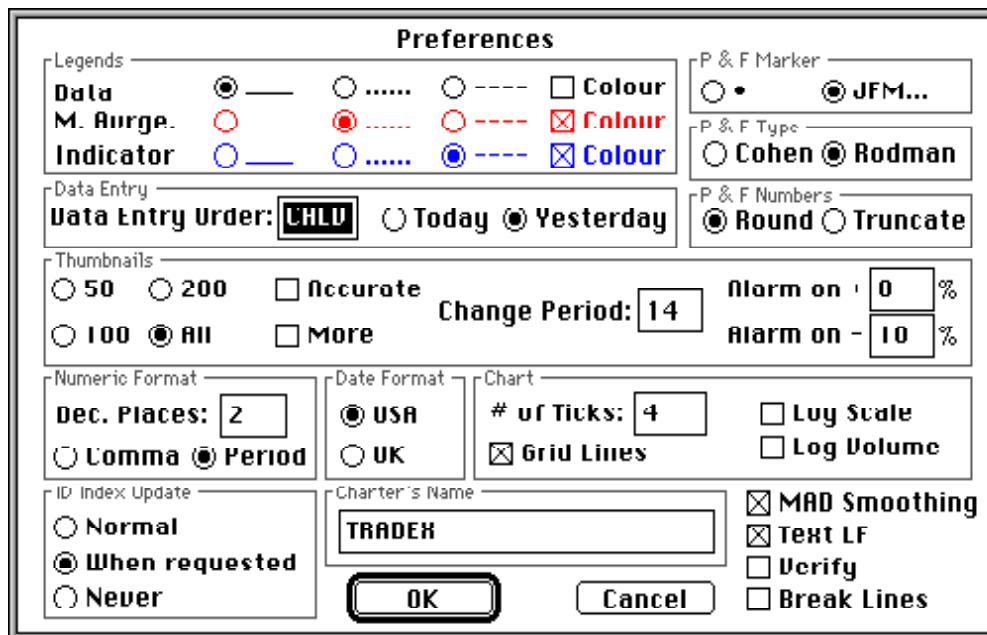 Preferences
Legends
Data ...... ---- Colour
M. Avrge. ...... ---- Colour
Indicator ...... ---- Colour
P & F Marker
• JFM...
P & F Type
Cohen Rodman
Data Entry
Data Entry Order: CHLV Today Yesterday
P & F Numbers
Round Truncate
Thumbnails
50 200 Accurate
100 All More
Change Period: 14
Alarm on + 0 %
Alarm on - 10 %
Numeric Format
Dec. Places: 2
Comma Period
Date Format
USA
UK
Chart
# of Ticks: 4 Log Scale
Grid Lines Log Volume
ID Index Update
Normal
When requested
Never
Charter's Name
TRADEX
OK Cancel
MAD Smoothing
Text LF
Verify
Break Lines